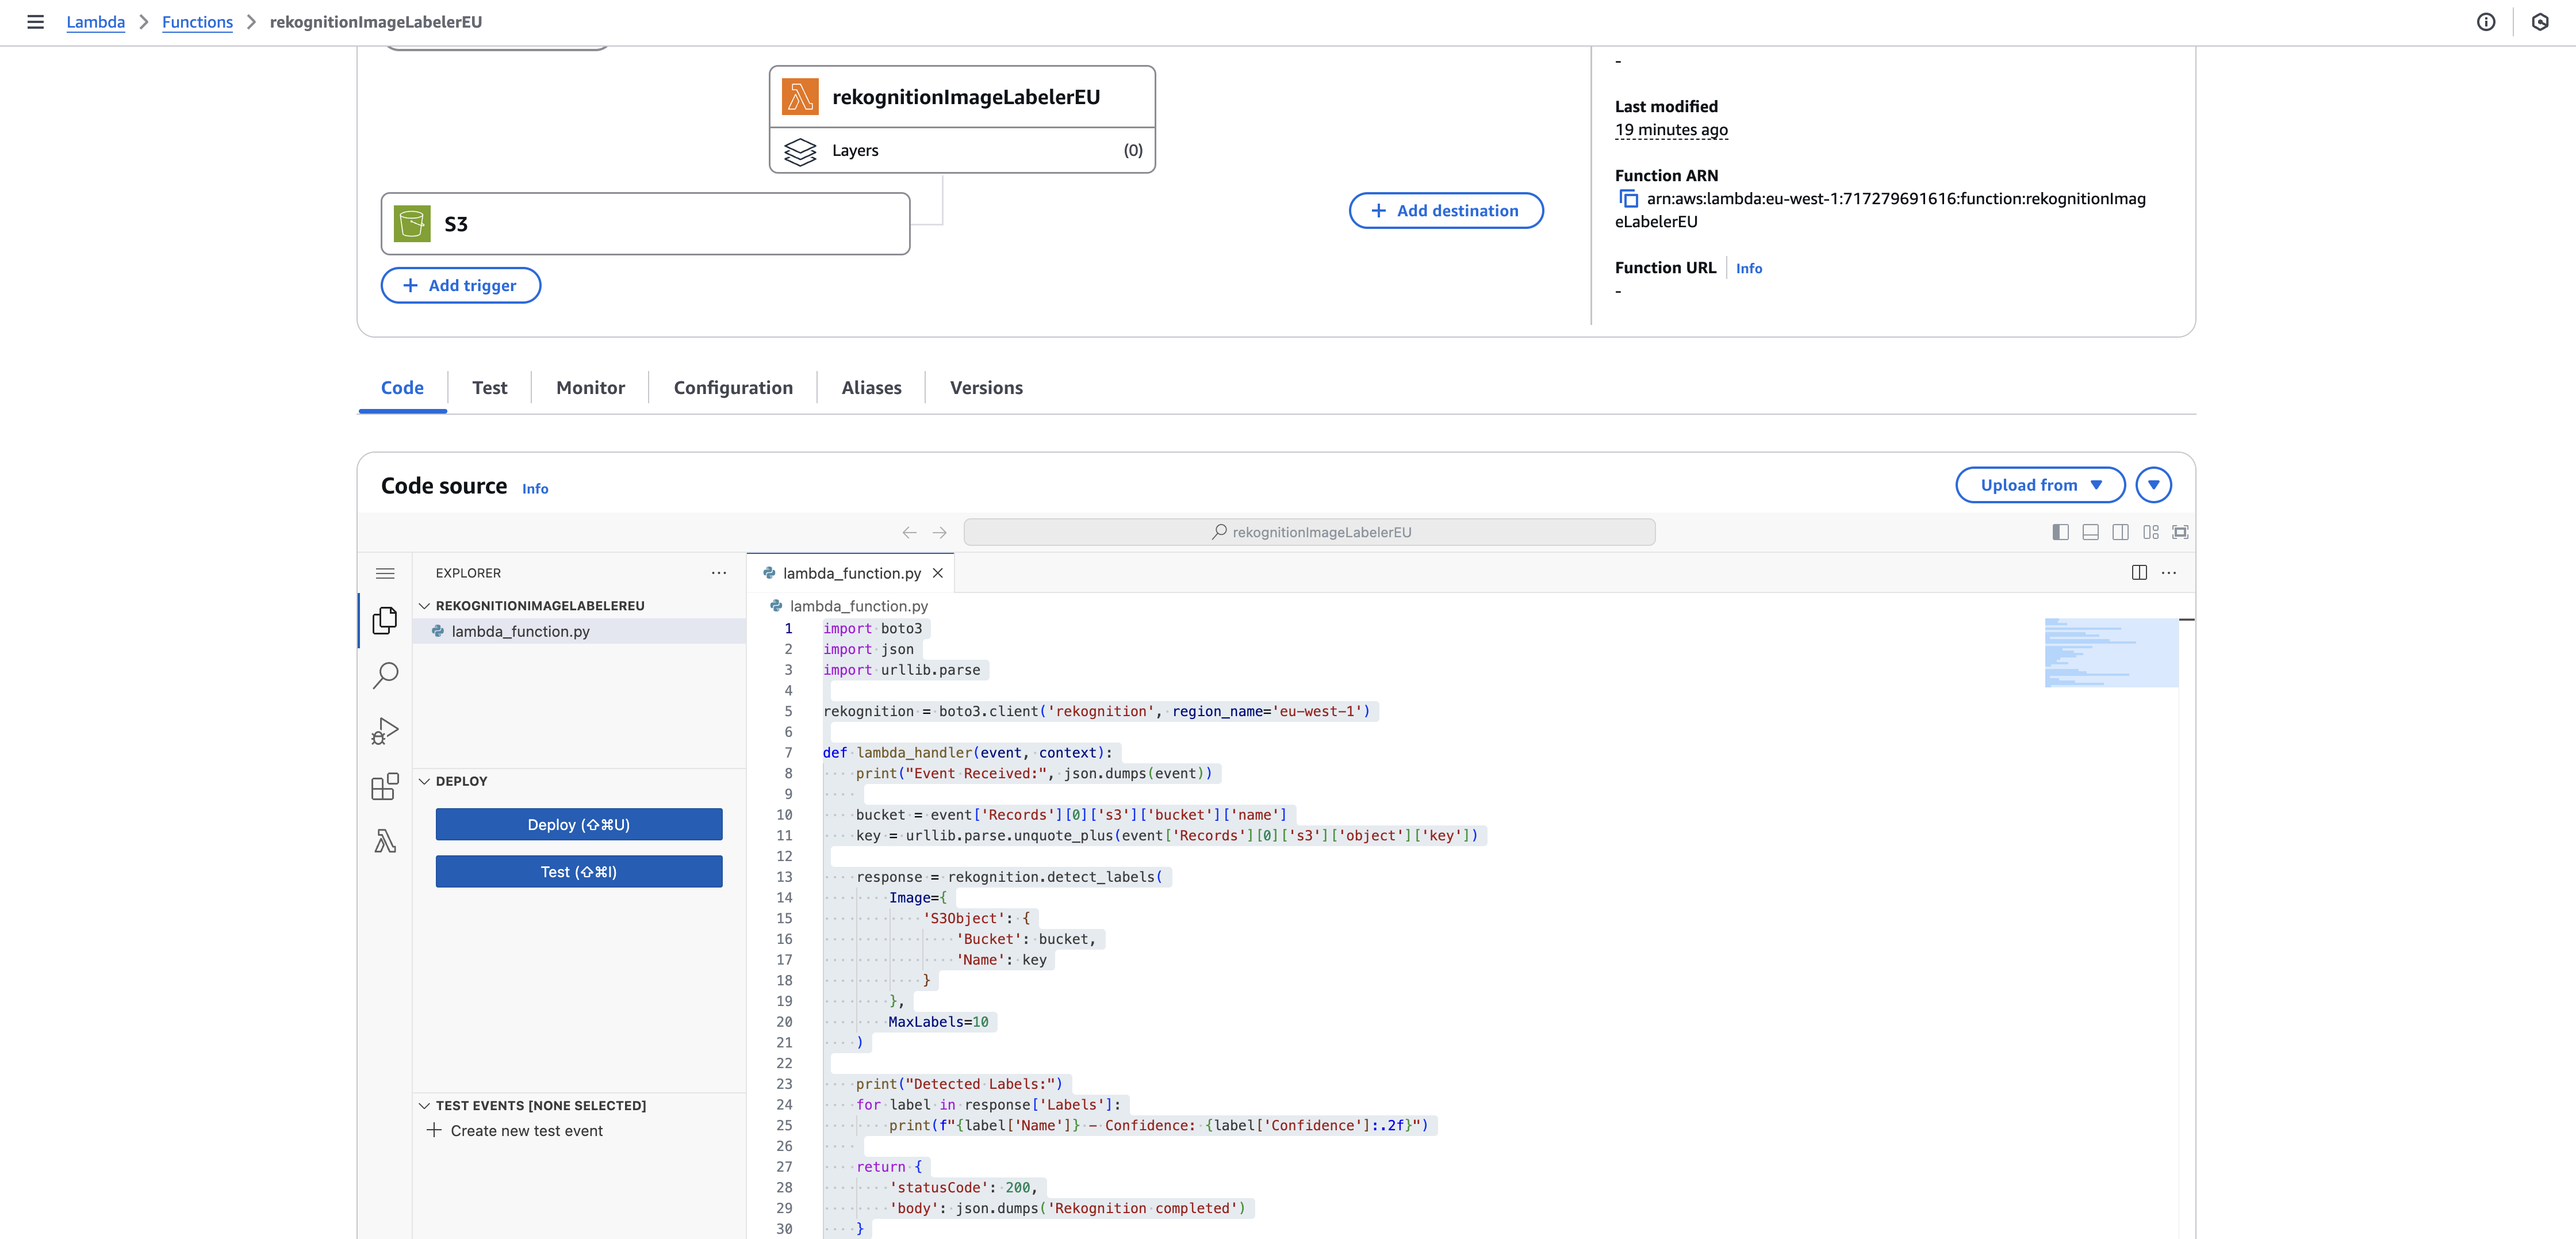 Lambda > Functions > rekognitionImageLabelerEU
rekognitionImageLabelerEU
Layers (0)
S3
+ Add trigger
+ Add destination
-
Last modified
19 minutes ago
Function ARN
arn:aws:lambda:eu-west-1:717279691616:function:rekognitionImag
eLabelerEU
Function URL Info
-
Code Test Monitor Configuration Aliases Versions
Code source Info
Upload from
rekognitionImageLabelerEU
EXPLORER
REKOGNITIONIMAGELABELEREU
lambda_function.py
DEPLOY
Deploy (⇧⌘U)
Test (⇧⌘I)
TEST EVENTS [NONE SELECTED]
+ Create new test event
lambda_function.py
lambda_function.py
1 import boto3
2 import json
3 import urllib.parse
4
5 rekognition = boto3.client('rekognition', region_name='eu-west-1')
6
7 def lambda_handler(event, context):
8     print("Event Received:", json.dumps(event))
9
10     bucket = event['Records'][0]['s3']['bucket']['name']
11     key = urllib.parse.unquote_plus(event['Records'][0]['s3']['object']['key'])
12
13     response = rekognition.detect_labels(
14         Image={
15             'S3Object': {
16                 'Bucket': bucket,
17                 'Name': key
18             }
19         },
20         MaxLabels=10
21     )
22
23     print("Detected Labels:")
24     for label in response['Labels']:
25         print(f"{label['Name']} - Confidence: {label['Confidence']:.2f}")
26
27     return {
28         'statusCode': 200,
29         'body': json.dumps('Rekognition completed')
30     }